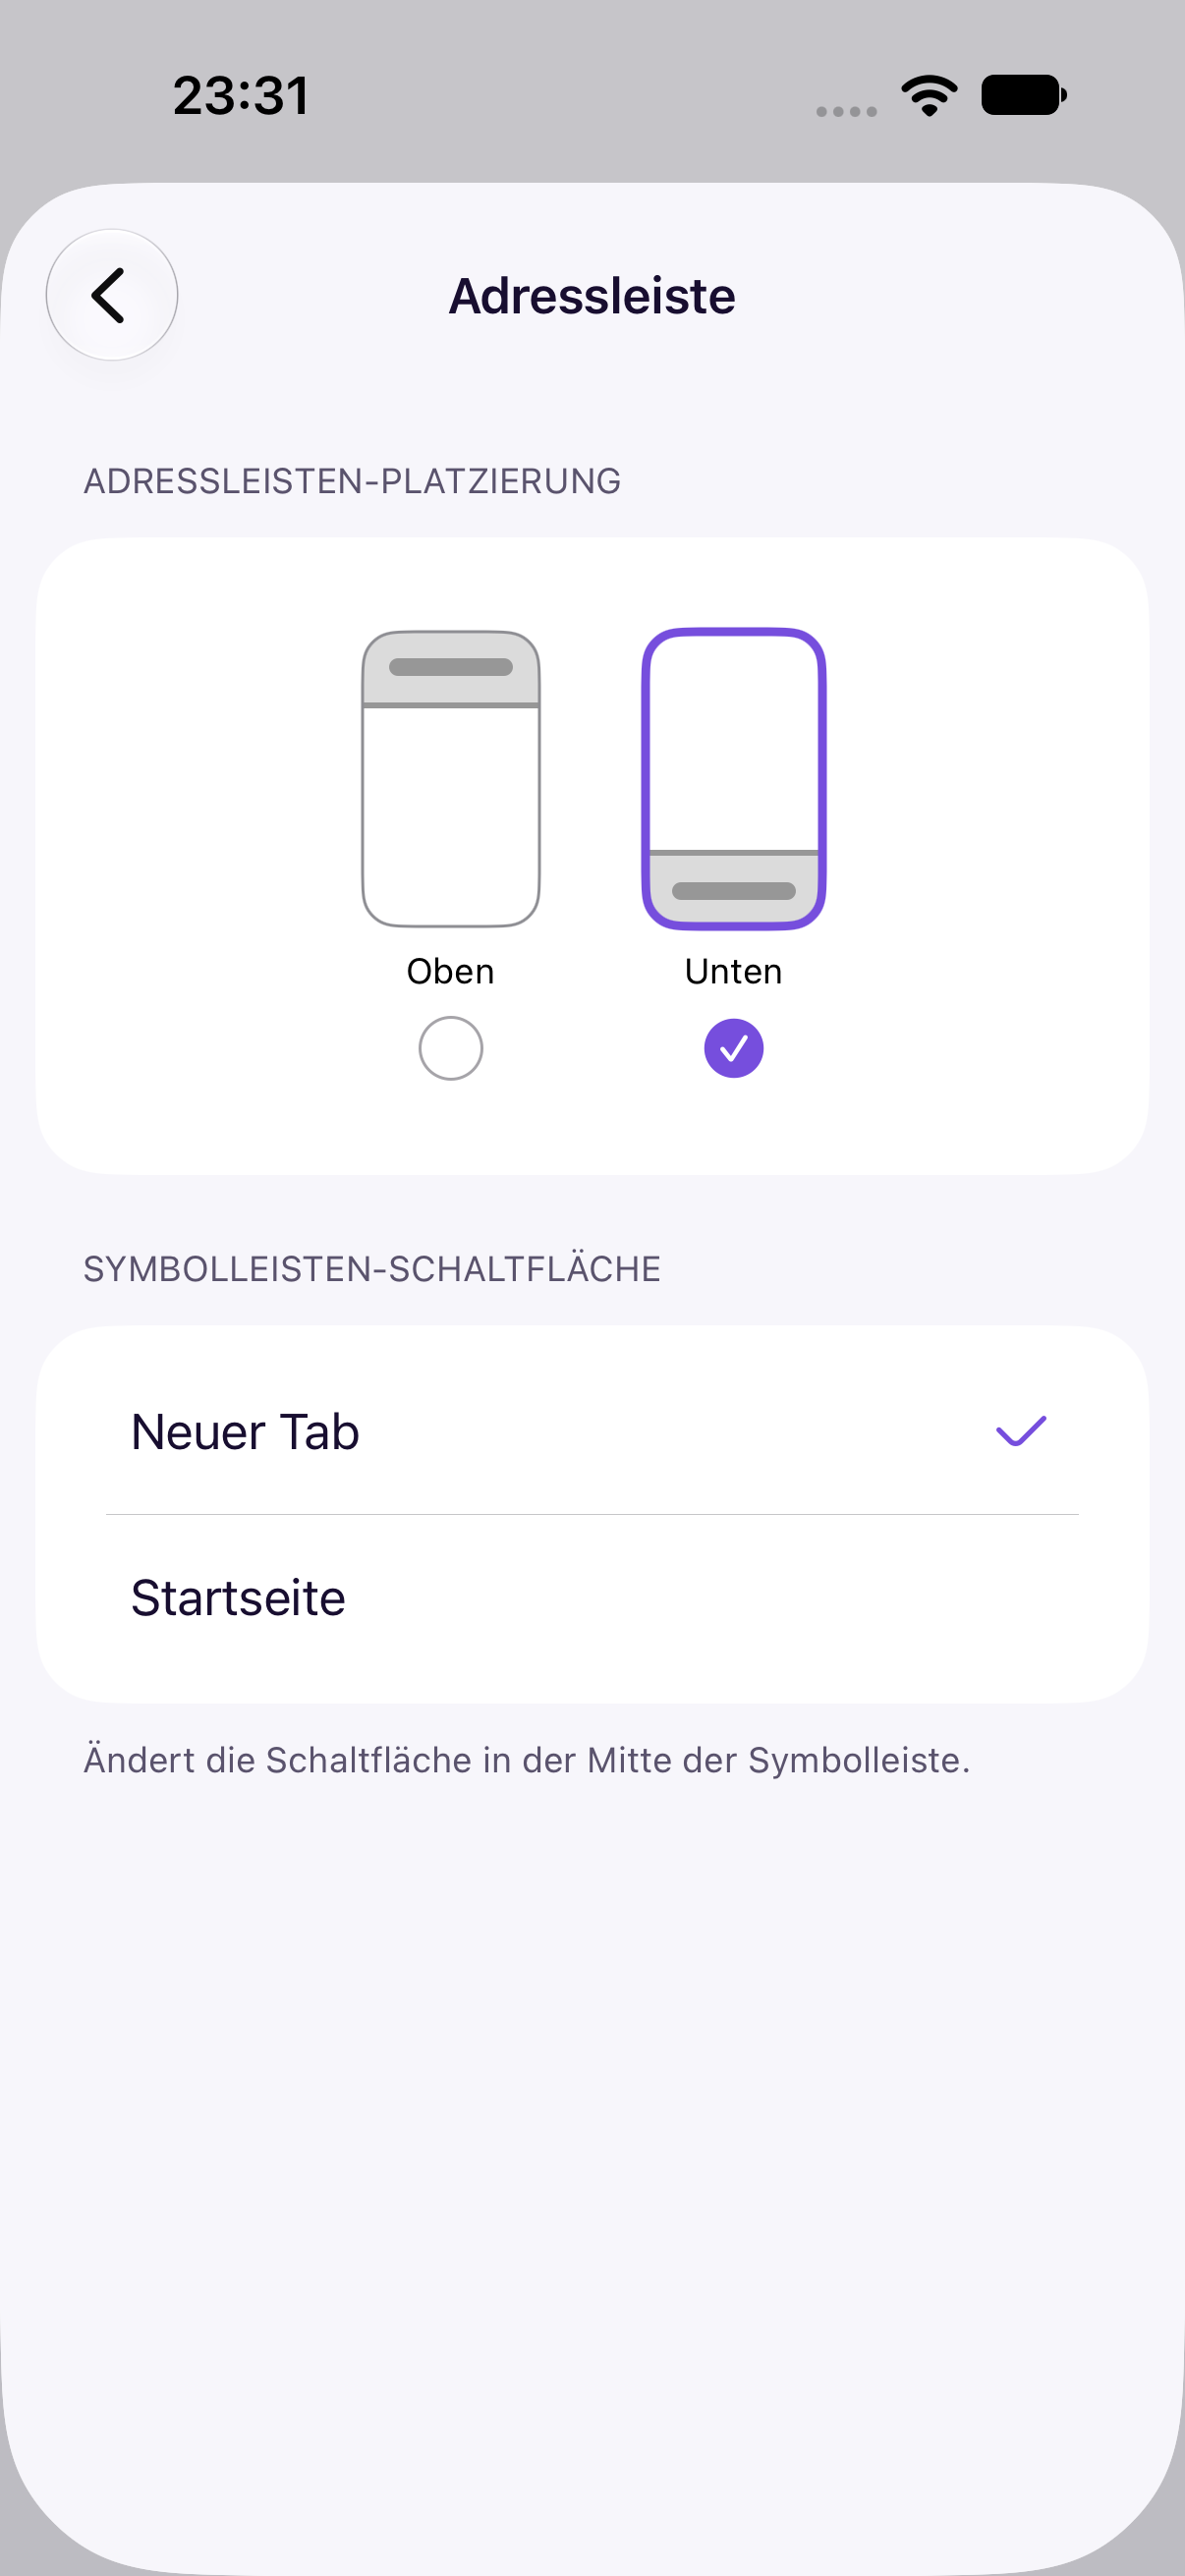 23:31
Adressleiste
ADRESSLEISTEN-PLATZIERUNG
Oben
Unten
SYMBOLLEISTEN-SCHALTFLÄCHE
Neuer Tab
Startseite
Ändert die Schaltfläche in der Mitte der Symbolleiste.